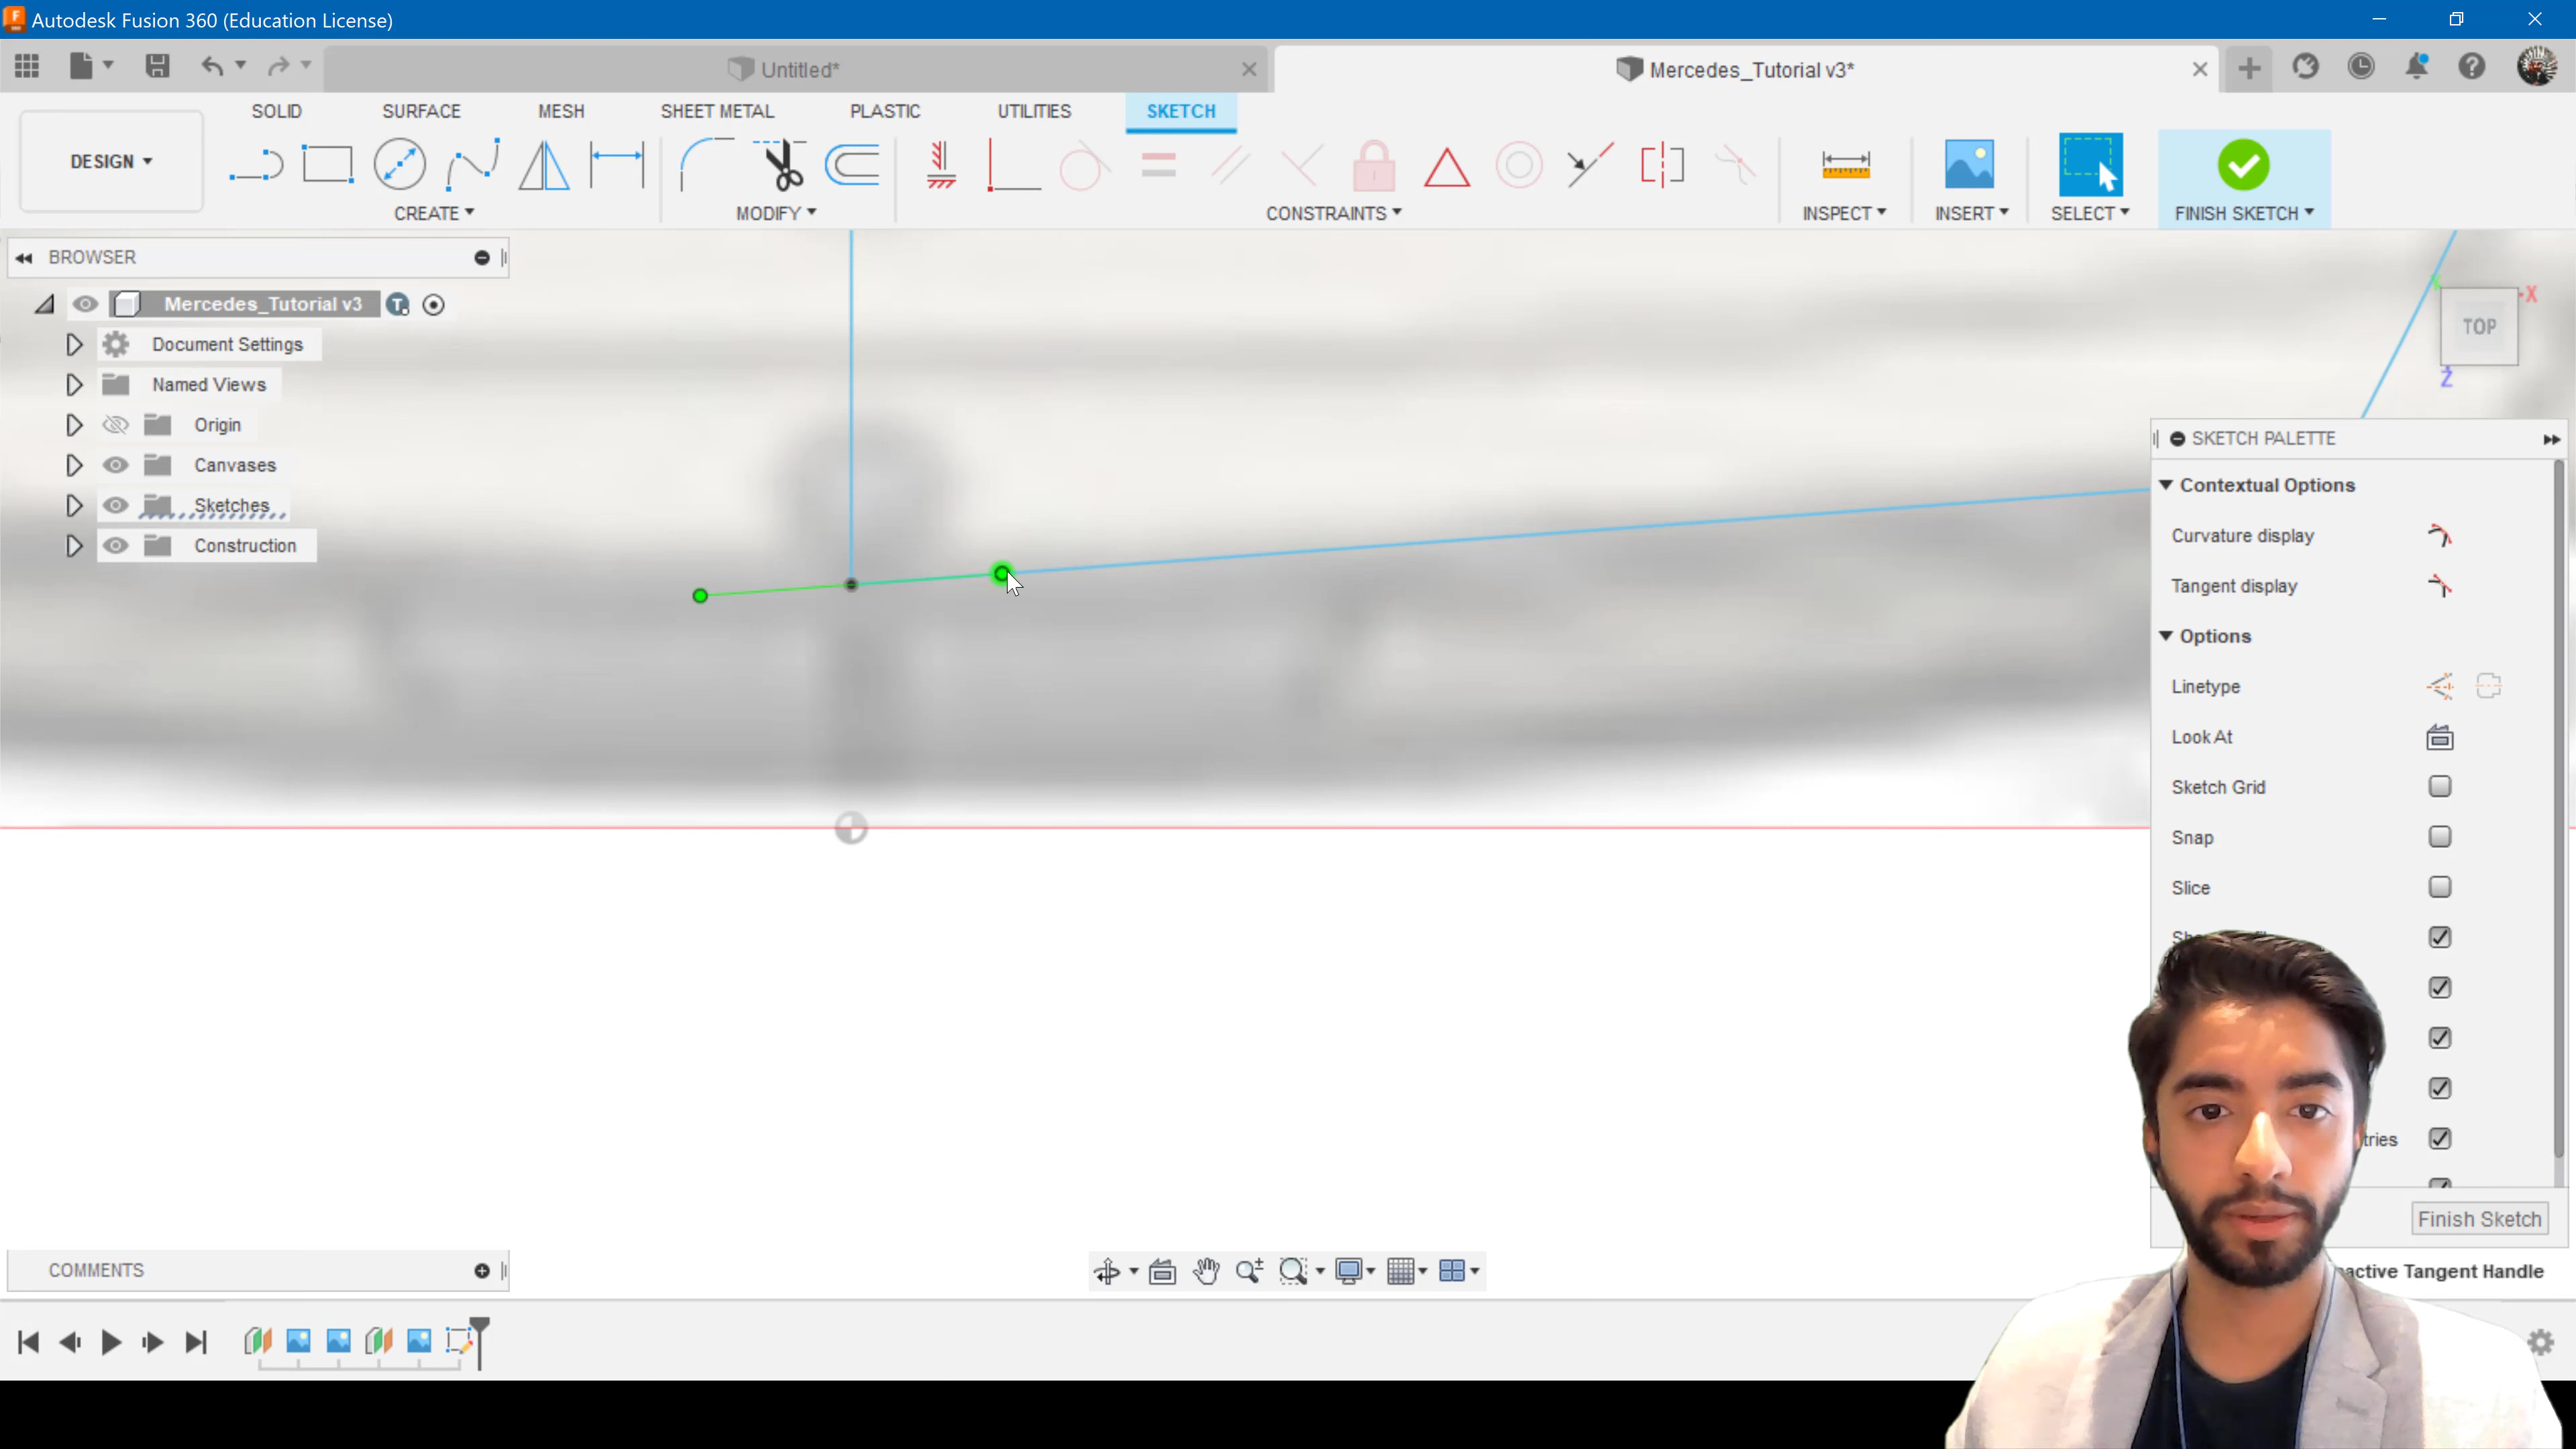 Autodesk Fusion 360 (Education License)
Untitled*
Mercedes_Tutorial v3*
SOLID
SURFACE
MESH
SHEET METAL
PLASTIC
UTILITIES
SKETCH
DESIGN
CREATE
MODIFY
CONSTRAINTS
INSPECT
INSERT
SELECT
FINISH SKETCH
BROWSER
Mercedes_Tutorial v3
Document Settings
Named Views
Origin
Canvases
Sketches
Construction
X
TOP
Z
SKETCH PALETTE
Contextual Options
Curvature display
Tangent display
Options
Linetype
Look At
Sketch Grid
Snap
Slice
tries
Finish Sketch
COMMENTS
active Tangent Handle